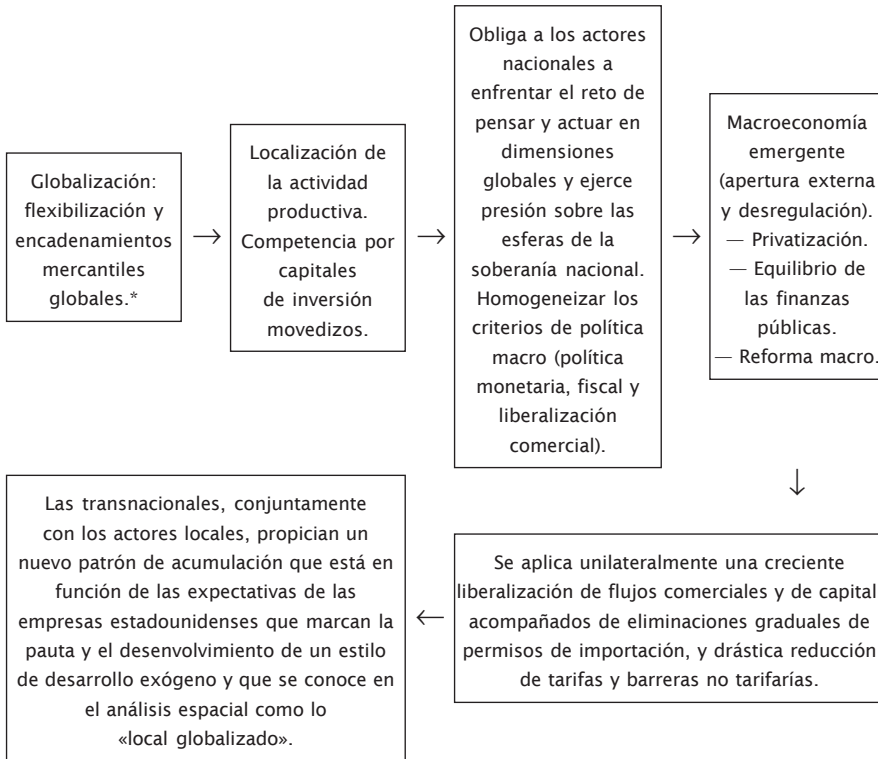 Globalización:
flexibilización y
encadenamientos
mercantiles
globales.*
→
Localización de
la actividad
productiva.
Competencia por
capitales
de inversión
movedizos.
→
Obliga a los actores
nacionales a
enfrentar el reto de
pensar y actuar en
dimensiones
globales y ejerce
presión sobre las
esferas de la
soberanía nacional.
Homogeneizar los
criterios de política
macro (política
monetaria, fiscal y
liberalización
comercial).
→
Macroeconomía
emergente
(apertura externa
y desregulación).
— Privatización.
— Equilibrio de
las finanzas
públicas.
— Reforma macro.
↓
Se aplica unilateralmente una creciente
liberalización de flujos comerciales y de capital
acompañados de eliminaciones graduales de
permisos de importación, y drástica reducción
de tarifas y barreras no tarifarías.
←
Las transnacionales, conjuntamente
con los actores locales, propician un
nuevo patrón de acumulación que está en
función de las expectativas de las
empresas estadounidenses que marcan la
pauta y el desenvolvimiento de un estilo
de desarrollo exógeno y que se conoce en
el análisis espacial como lo
«local globalizado».